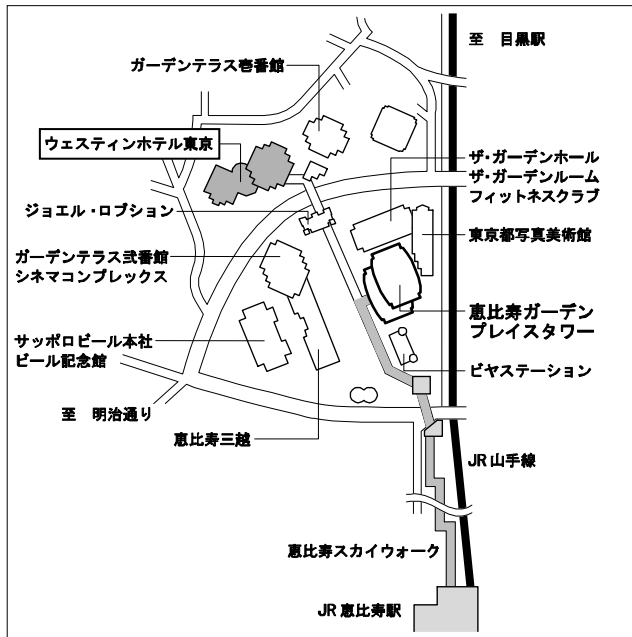 至 目黒駅
ガーデンテラス壱番館
ウェスティンホテル東京
ザ・ガーデンホール
ザ・ガーデンルーム
フィットネスクラブ
ジョエル・ロブション
東京都写真美術館
ガーデンテラス弐番館
シネマコンプレックス
恵比寿ガーデン
プレイスタワー
サッポロビール本社
ビール記念館
ビヤステーション
至 明治通り
恵比寿三越
JR山手線
恵比寿スカイウォーク
JR恵比寿駅